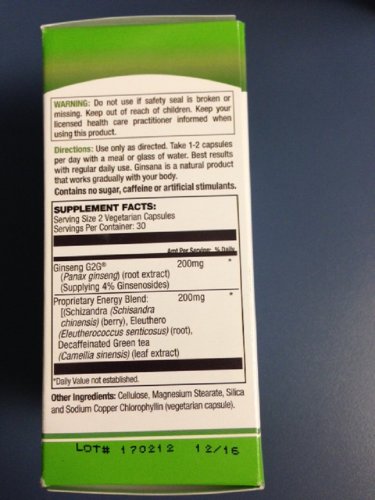 WARNING: Do not use if safety seal is broken or
missing. Keep out of reach of children. Keep your
licensed health care practitioner informed when
using this product.
Directions: Use only as directed. Take 1-2 capsules
per day with a meal or glass of water. Best results
with regular daily use. Ginsana is a natural product
that works gradually with your body.
Contains no sugar, caffeine or artificial stimulants.
SUPPLEMENT FACTS:
Serving Size 2 Vegetarian Capsules
Servings Per Container: 30
Amt Per Serving: % Daily
Ginseng G2G® 200mg *
(Panax ginseng) (root extract)
(Supplying 4% Ginsenosides)
Proprietary Energy Blend: 200mg *
[(Schizandra (Schisandra
chinensis) (berry), Eleuthero
(Eleutherococcus senticosus) (root),
Decaffeinated Green tea
(Camellia sinensis) (leaf extract)
*Daily Value not established.
Other Ingredients: Cellulose, Magnesium Stearate, Silica
and Sodium Copper Chlorophyllin (vegetarian capsule).
LOT# 170212 12/16